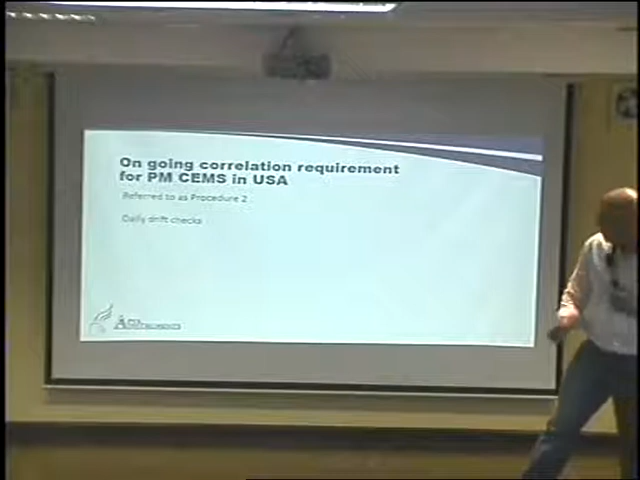 On going correlation requirement
for PM CEMS in USA
Referred to as Procedure 2
Daily drift checks